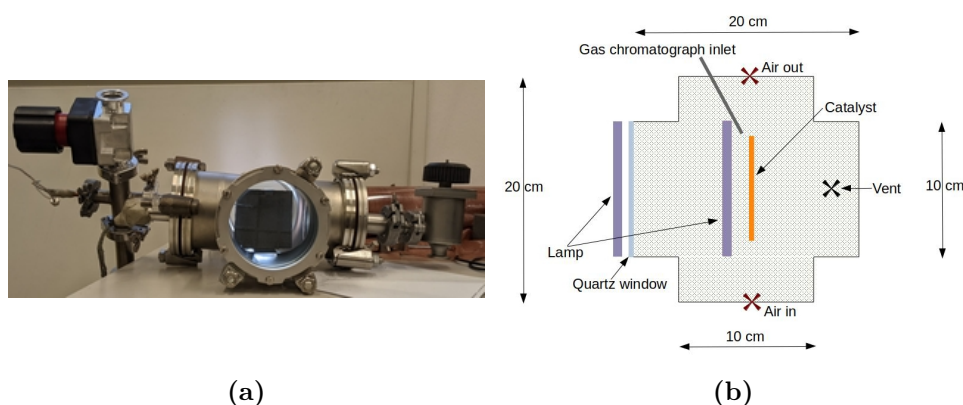 20 cm
Gas chromatograph inlet
Air out
Catalyst
20 cm
Vent
10 cm
Lamp
Quartz window
Air in
10 cm
(a)
(b)